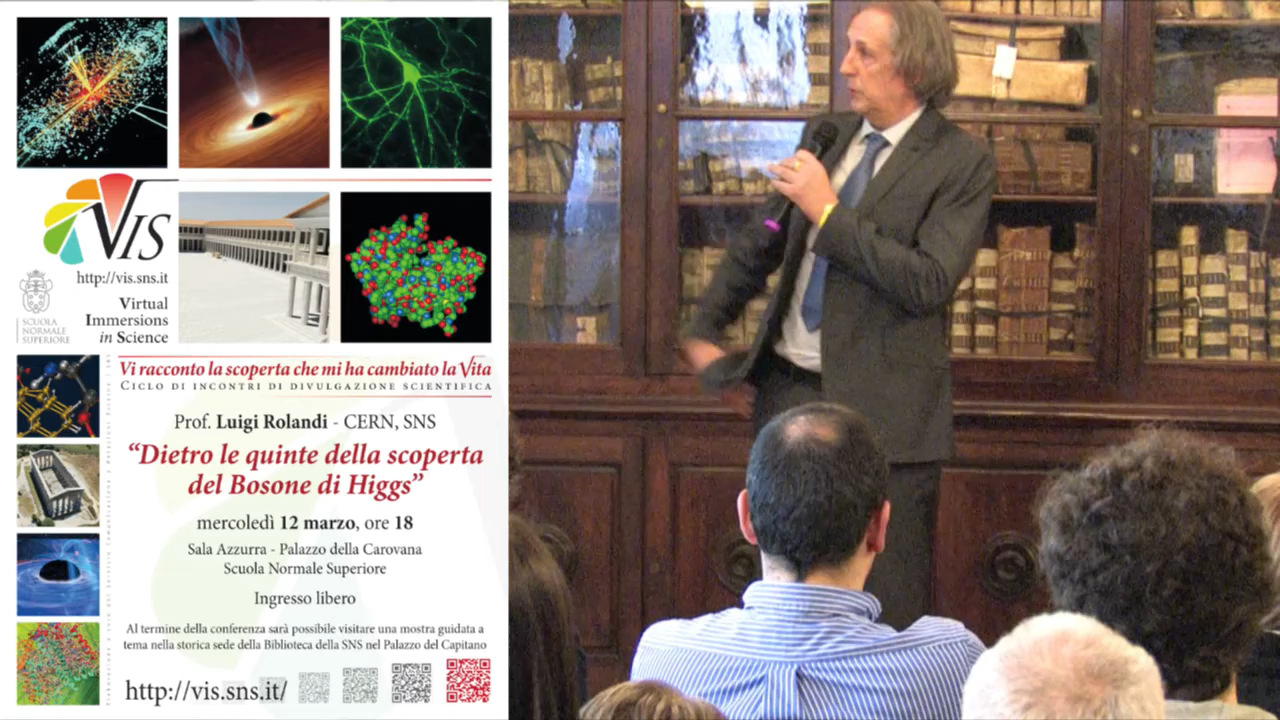 VIS
http://vis.sns.it
SCUOLA
NORMALE
SUPERIORE
Virtual
Immersions
in Science
Vi racconto la scoperta che mi ha cambiato la Vita
CICLO DI INCONTRI DI DIVULGAZIONE SCIENTIFICA
Prof. Luigi Rolandi - CERN, SNS
“Dietro le quinte della scoperta
del Bosone di Higgs”
mercoledì 12 marzo, ore 18
Sala Azzurra - Palazzo della Carovana
Scuola Normale Superiore
Ingresso libero
Al termine della conferenza sarà possibile visitare una mostra guidata a
tema nella storica sede della Biblioteca della SNS nel Palazzo del Capitano
http://vis.sns.it/